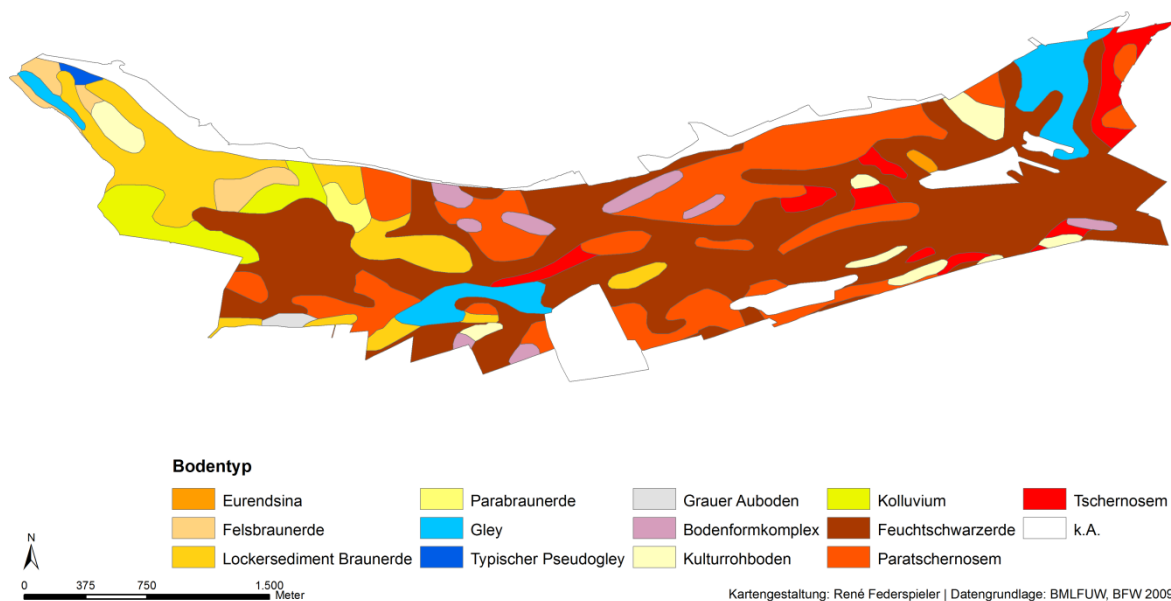 Bodentyp
Eurendsina
Felsbraunerde
Lockersediment Braunerde
Parabraunerde
Gley
Typischer Pseudogley
Grauer Auboden
Bodenformkomplex
Kulturrohboden
Kolluvium
Feuchtschwarzerde
Paratschernosem
Tschernosem
k.A.
N
0 375 750 1.500
Meter
Kartengestaltung: René Federspieler | Datengrundlage: BMLFUW, BFW 2009